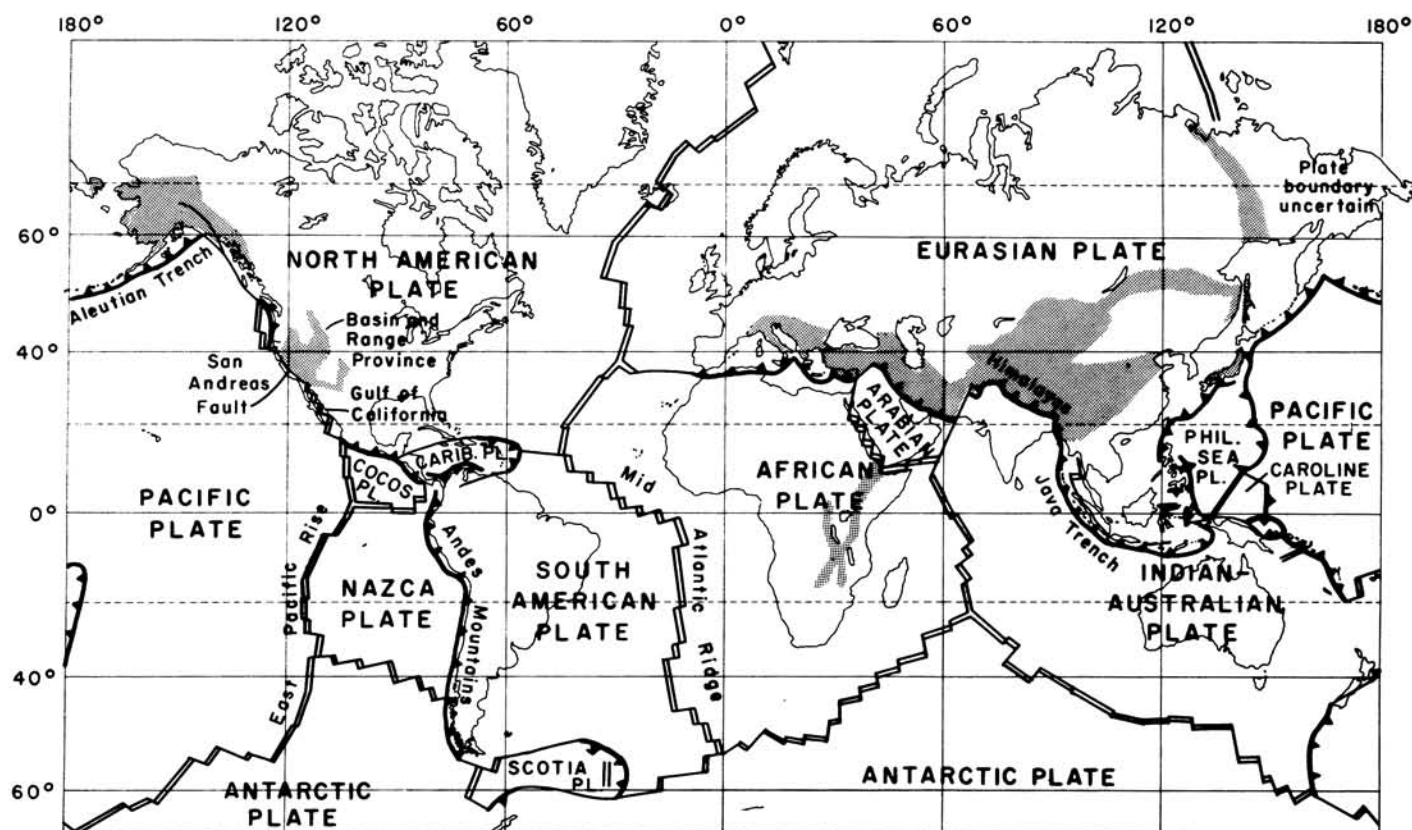 180°
120°
60°
0°
60°
120°
180°
60°
40°
20°
0°
20°
40°
60°
Aleutian Trench
NORTH AMERICAN
PLATE
Basin and
Range
Province
San
Andreas
Fault
Gulf of
California
EURASIAN PLATE
Plate
boundary
uncertain
Himalayas
ARABIAN
PLATE
CARIB. PL.
COCOS
PL.
PACIFIC
PLATE
AFRICAN
PLATE
PHIL.
SEA
PL.
PACIFIC
PLATE
CAROLINE
PLATE
Java Trench
East Pacific Rise
NAZCA
PLATE
Andes Mountains
SOUTH
AMERICAN
PLATE
Mid Atlantic Ridge
INDIAN-
AUSTRALIAN
PLATE
SCOTIA
PL
ANTARCTIC
PLATE
ANTARCTIC PLATE